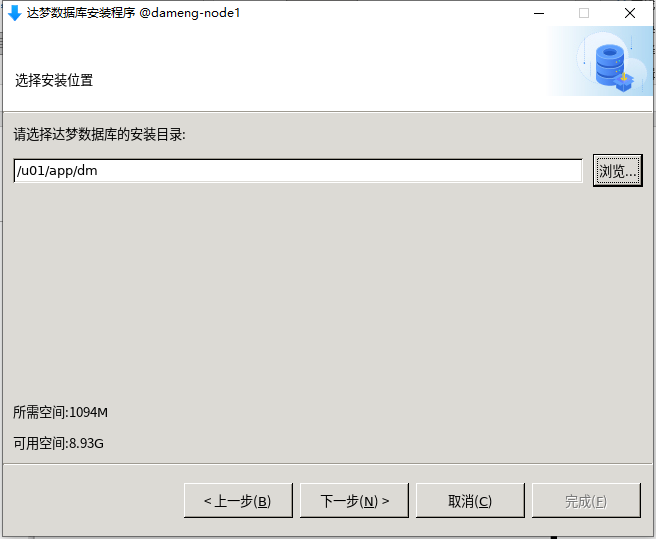 达梦数据库安装程序 @dameng-node1
选择安装位置
请选择达梦数据库的安装目录:
/u01/app/dm
浏览...
所需空间:1094M
可用空间:8.93G
< 上一步(B)
下一步(N) >
取消(C)
完成(F)